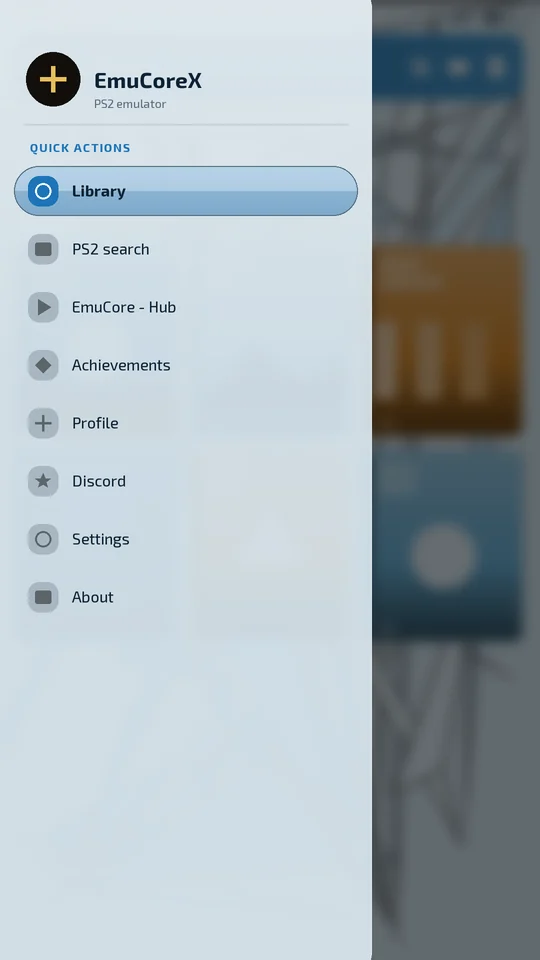 EmuCoreX
PS2 emulator
QUICK ACTIONS
Library
PS2 search
EmuCore - Hub
Achievements
Profile
Discord
Settings
About